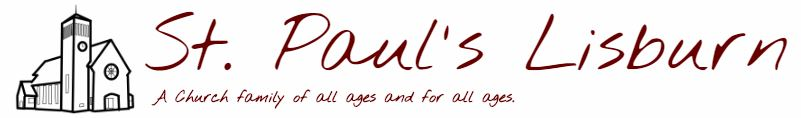 St. Paul's Lisburn
A Church family of all ages and for all ages.